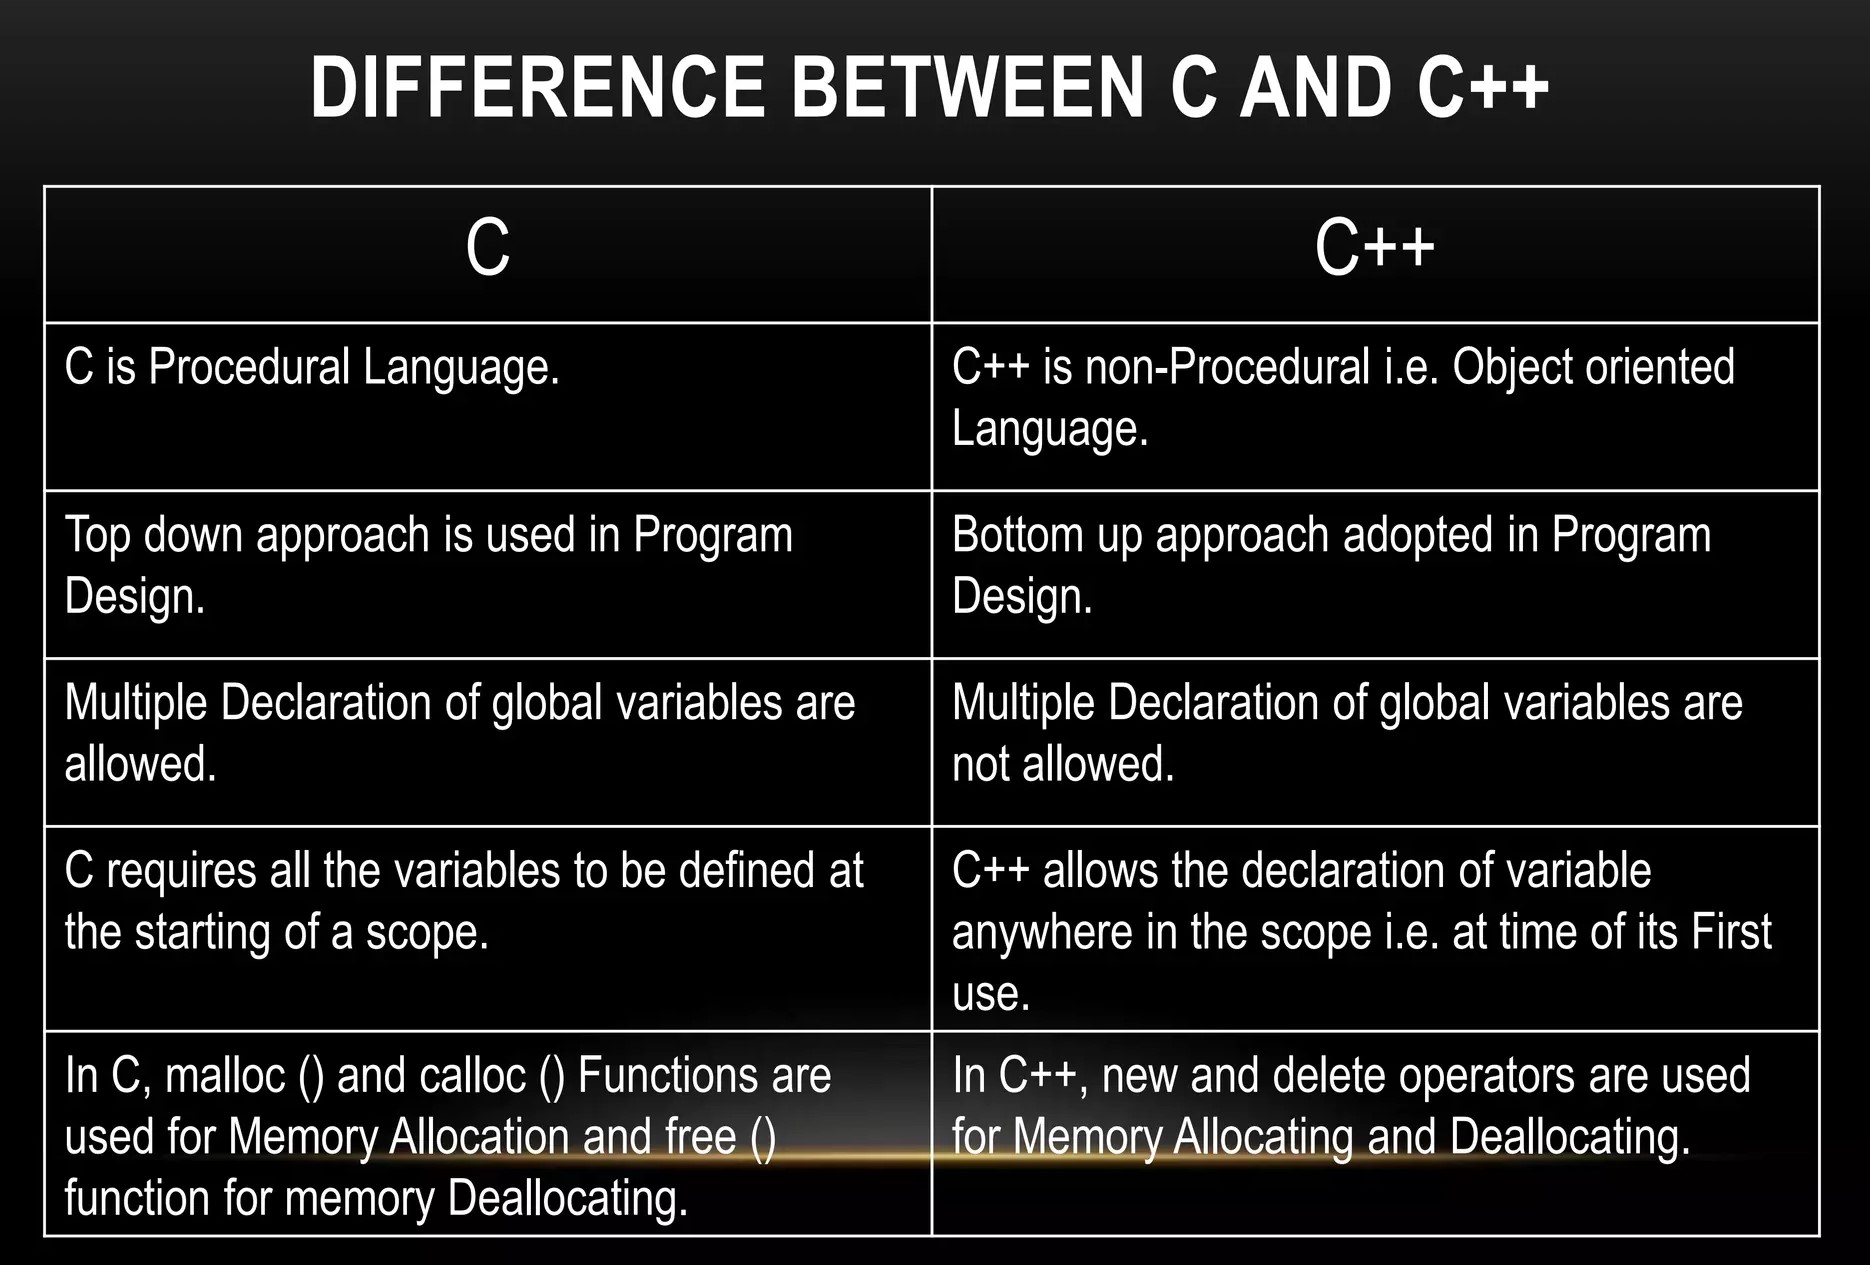 DIFFERENCE BETWEEN C AND C++
C
C++
C is Procedural Language.
C++ is non-Procedural i.e. Object oriented
Language.
Top down approach is used in Program
Design.
Bottom up approach adopted in Program
Design.
Multiple Declaration of global variables are
allowed.
Multiple Declaration of global variables are
not allowed.
C requires all the variables to be defined at
the starting of a scope.
C++ allows the declaration of variable
anywhere in the scope i.e. at time of its First
use.
In C, malloc () and calloc () Functions are
used for Memory Allocation and free ()
function for memory Deallocating.
In C++, new and delete operators are used
for Memory Allocating and Deallocating.